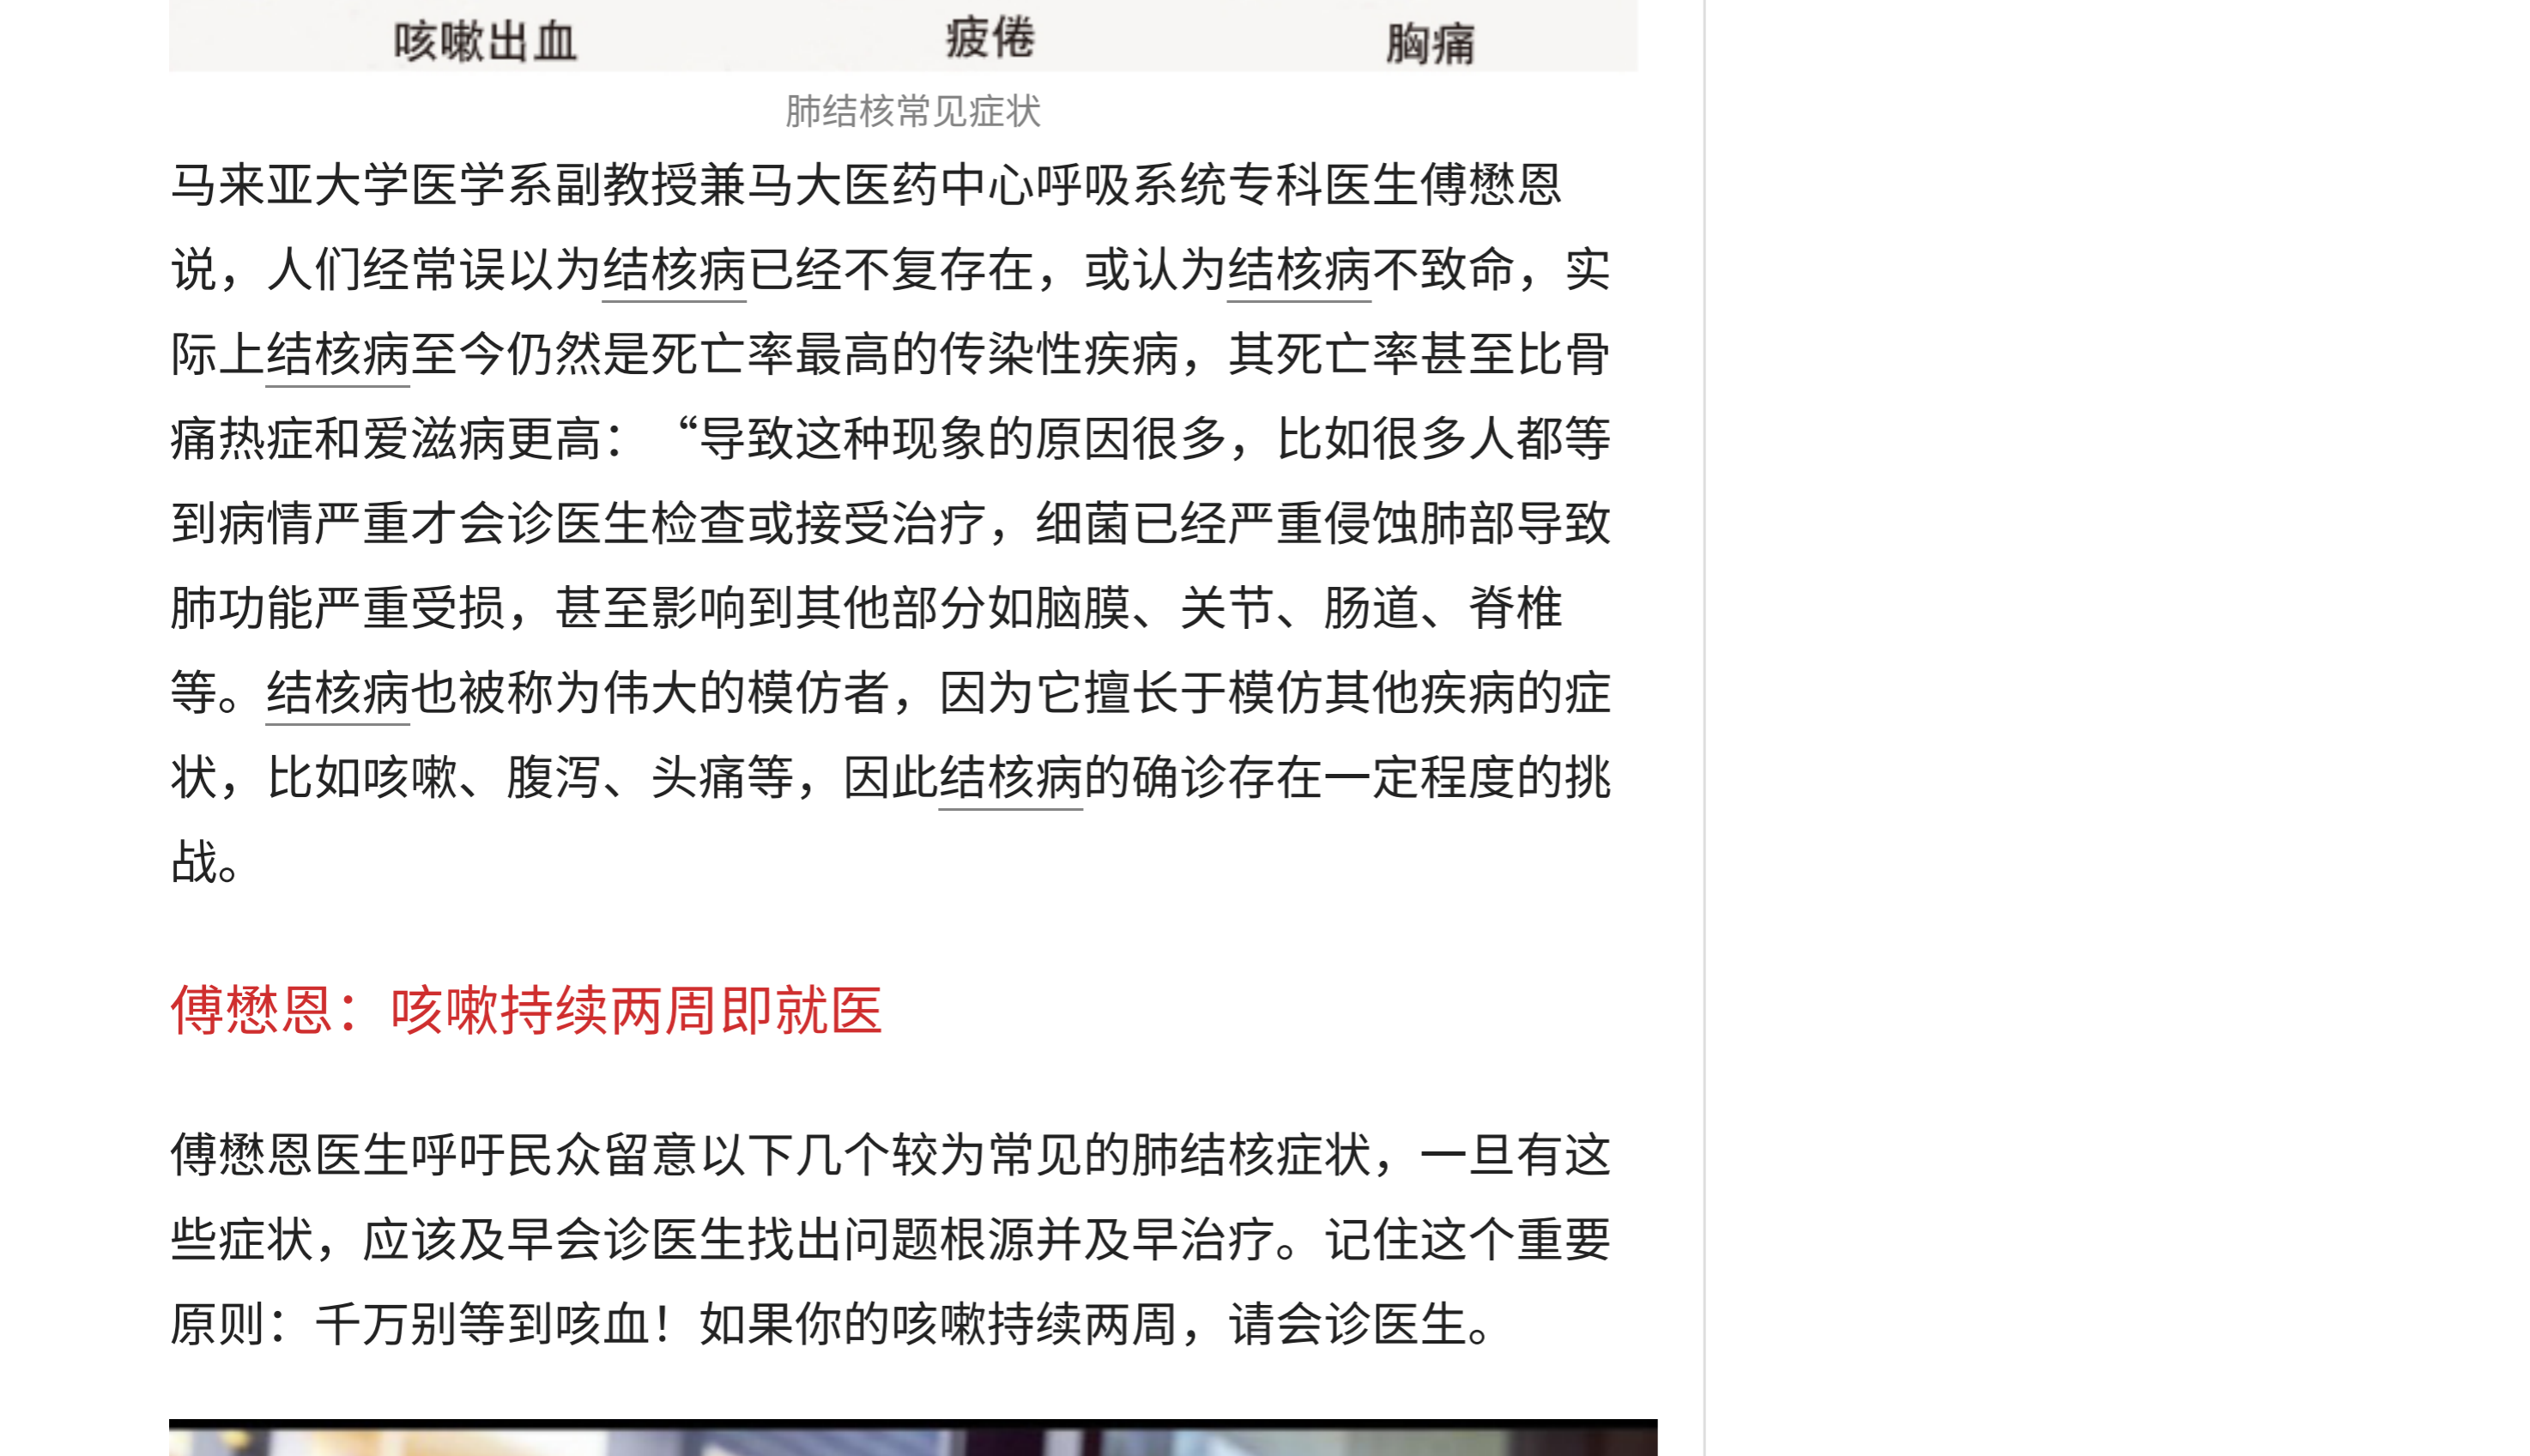 咳嗽出血 疲倦 胸痛
肺结核常见症状
马来亚大学医学系副教授兼马大医药中心呼吸系统专科医生傅懋恩
说，人们经常误以为结核病已经不复存在，或认为结核病不致命，实
际上结核病至今仍然是死亡率最高的传染性疾病，其死亡率甚至比骨
痛热症和爱滋病更高：“导致这种现象的原因很多，比如很多人都等
到病情严重才会诊医生检查或接受治疗，细菌已经严重侵蚀肺部导致
肺功能严重受损，甚至影响到其他部分如脑膜、关节、肠道、脊椎
等。结核病也被称为伟大的模仿者，因为它擅长于模仿其他疾病的症
状，比如咳嗽、腹泻、头痛等，因此结核病的确诊存在一定程度的挑
战。
傅懋恩：咳嗽持续两周即就医
傅懋恩医生呼吁民众留意以下几个较为常见的肺结核症状，一旦有这
些症状，应该及早会诊医生找出问题根源并及早治疗。记住这个重要
原则：千万别等到咳血！如果你的咳嗽持续两周，请会诊医生。